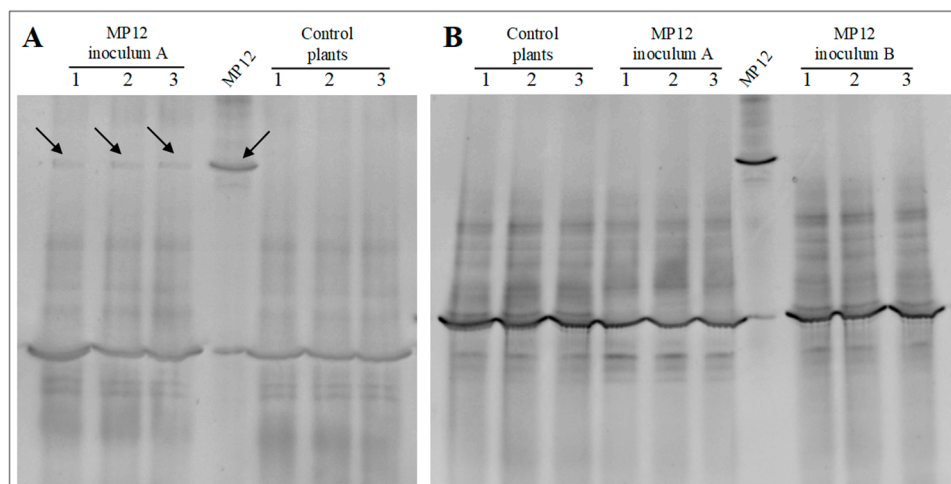 A
MP12
inoculum A
1 2 3
MP12
Control
plants
1 2 3
B
Control
plants
1 2 3
MP12
inoculum A
1 2 3
MP12
MP12
inoculum B
1 2 3